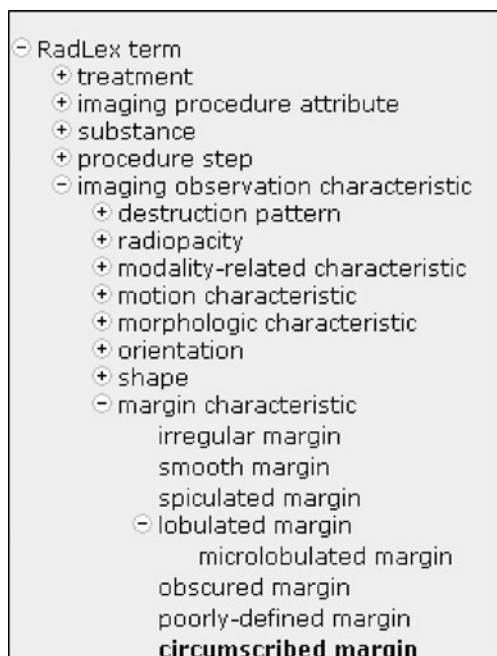 RadLex term
treatment
imaging procedure attribute
substance
procedure step
imaging observation characteristic
destruction pattern
radiopacity
modality-related characteristic
motion characteristic
morphologic characteristic
orientation
shape
margin characteristic
irregular margin
smooth margin
spiculated margin
lobulated margin
microlobulated margin
obscured margin
poorly-defined margin
circumscribed margin